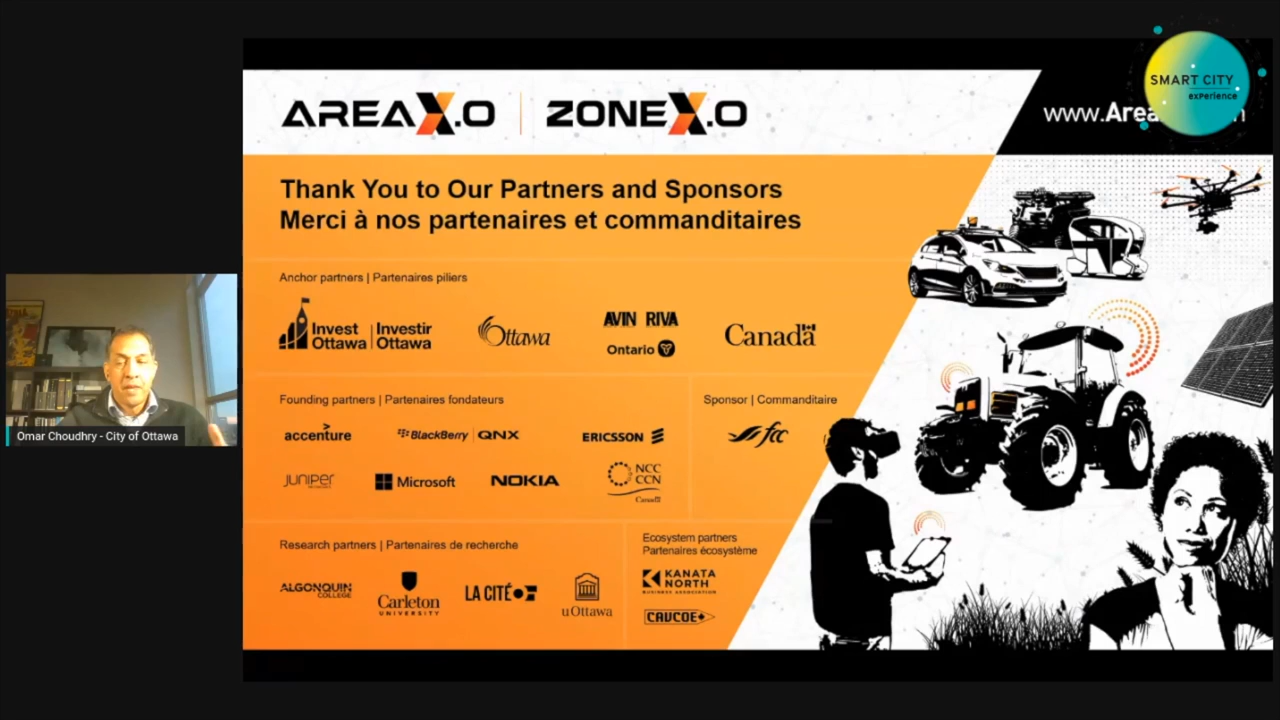 SMART CITY
exPerience
AREAX.O | ZONEX.O
www.Area
Thank You to Our Partners and Sponsors
Merci à nos partenaires et commanditaires
Anchor partners | Partenaires piliers
Invest Ottawa | Investir Ottawa
Ottawa
AVIN RIVA
Ontario
Canada
Founding partners | Partenaires fondateurs
accenture
BlackBerry | QNX
ERICSSON
JUNIPER
Microsoft
NOKIA
NCC
CCN
Canada
Sponsor | Commanditaire
fcc
Research partners | Partenaires de recherche
ALGONQUIN
COLLEGE
Carleton
UNIVERSITY
LA CITÉ
uOttawa
Ecosystem partners
Partenaires écosystème
KANATA
NORTH
BUSINESS ASSOCIATION
CAVCOE
Omar Choudhry - City of Ottawa